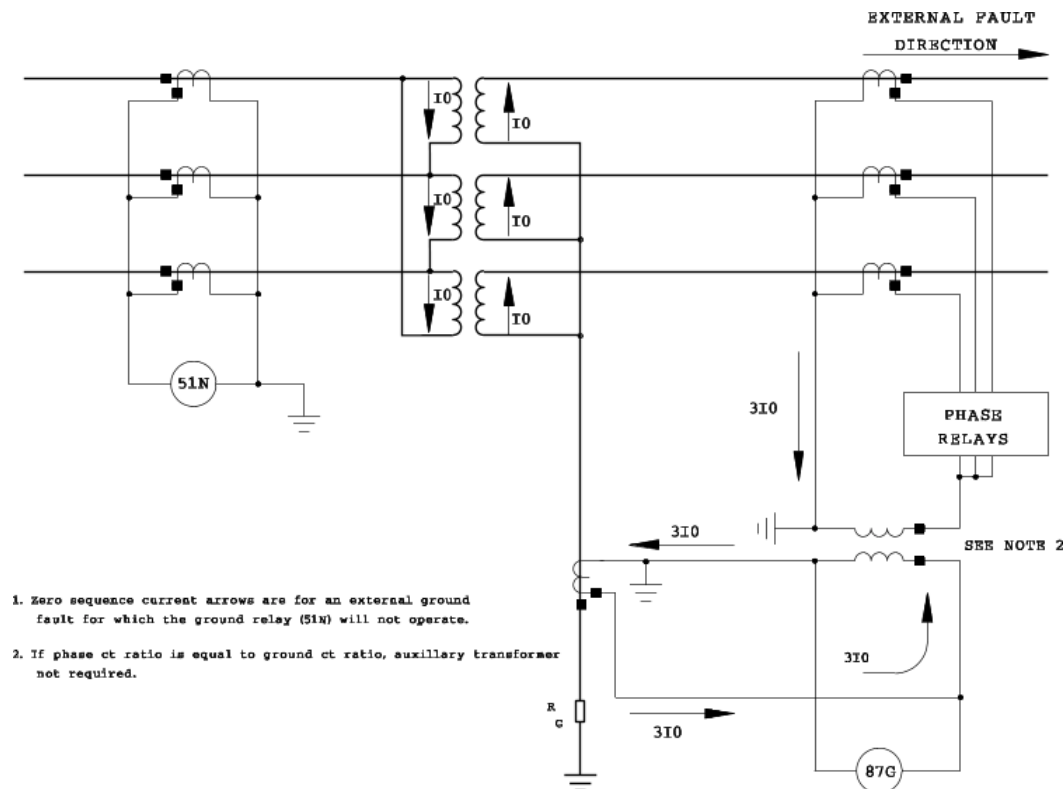 EXTERNAL FAULT
DIRECTION
I0
I0
I0
I0
I0
I0
51N
3I0
PHASE
RELAYS
3I0
SEE NOTE 2
1. Zero sequence current arrows are for an external ground
fault for which the ground relay (51N) will not operate.
2. If phase ct ratio is equal to ground ct ratio, auxillary transformer
not required.
3I0
R
G
3I0
87G